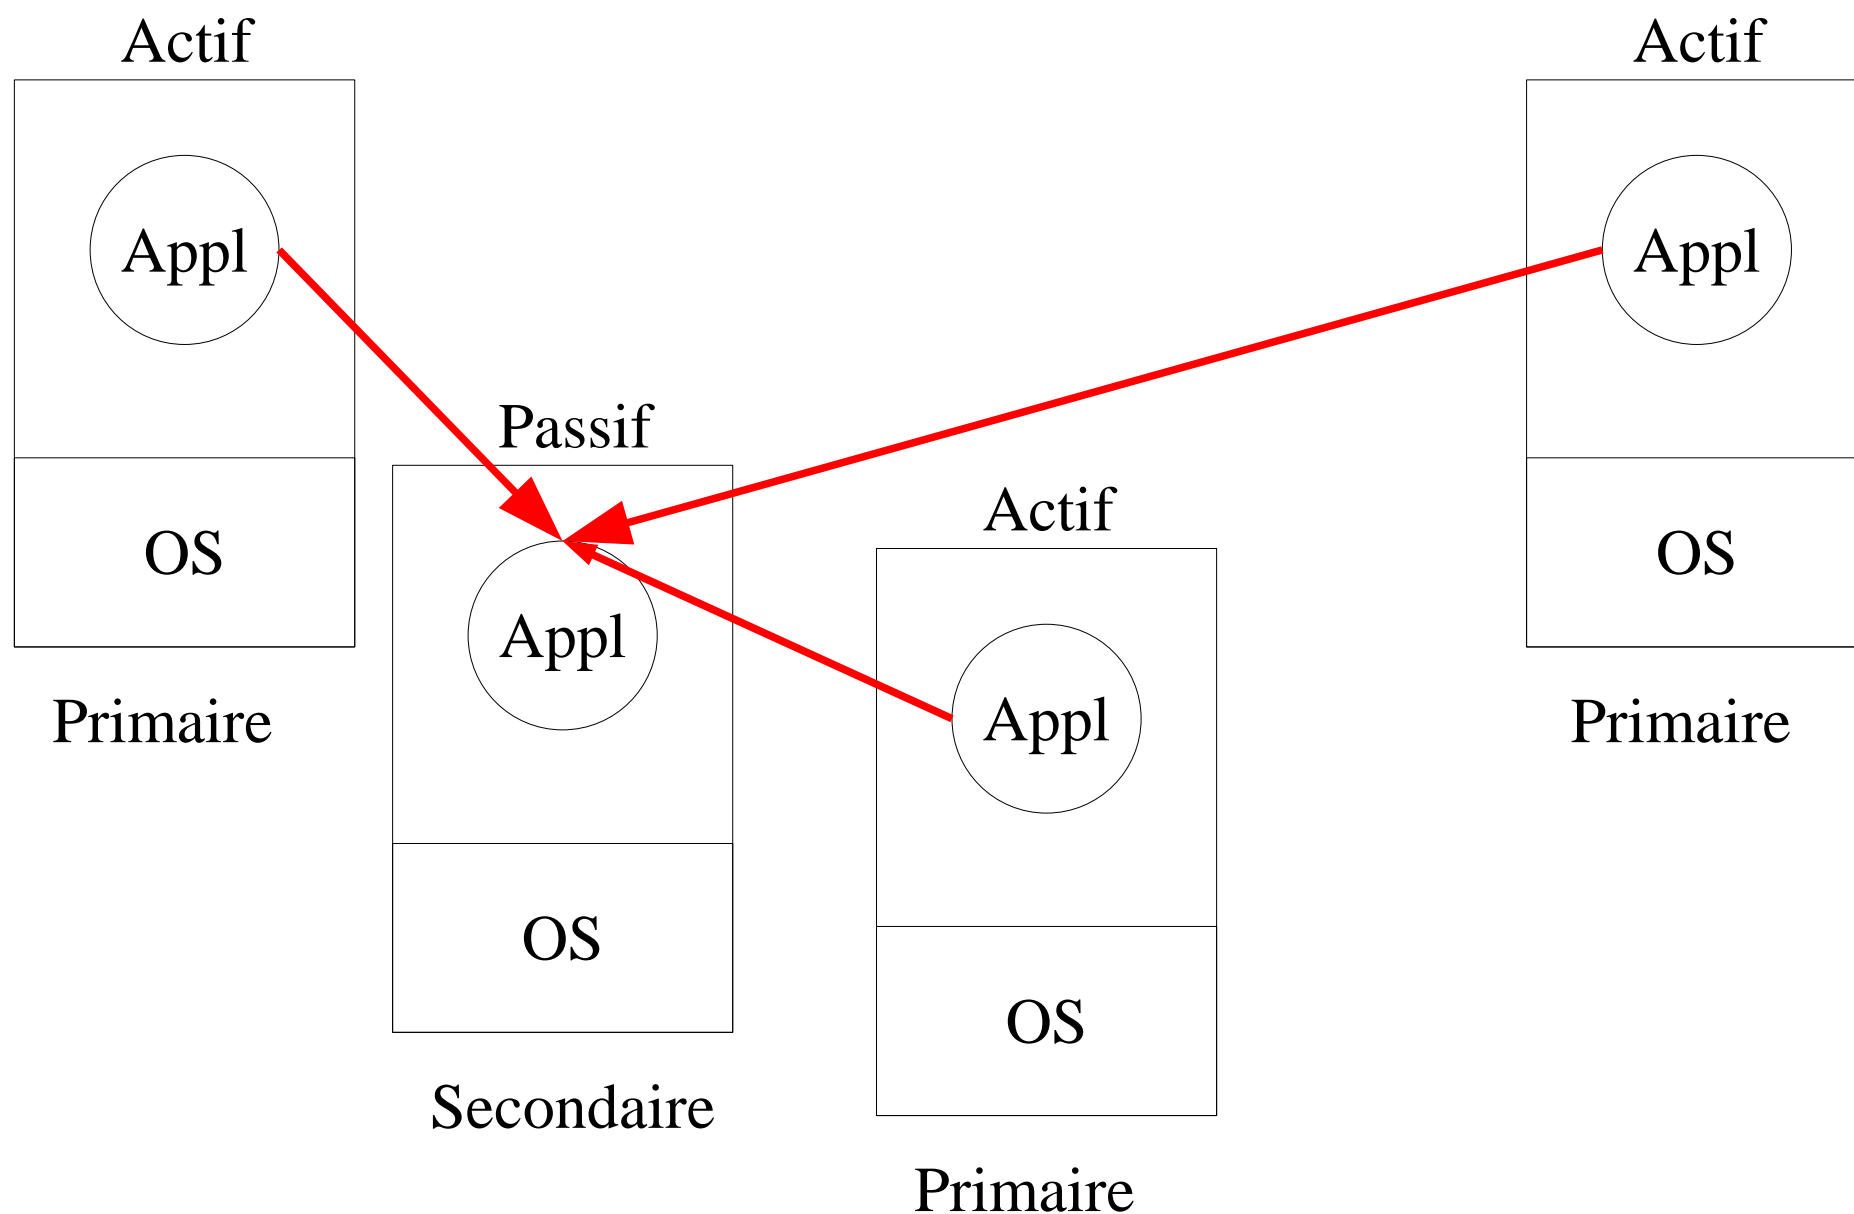 Actif
Appl
OS
Primaire
Passif
Appl
OS
Secondaire
Actif
Appl
OS
Primaire
Actif
Appl
OS
Primaire